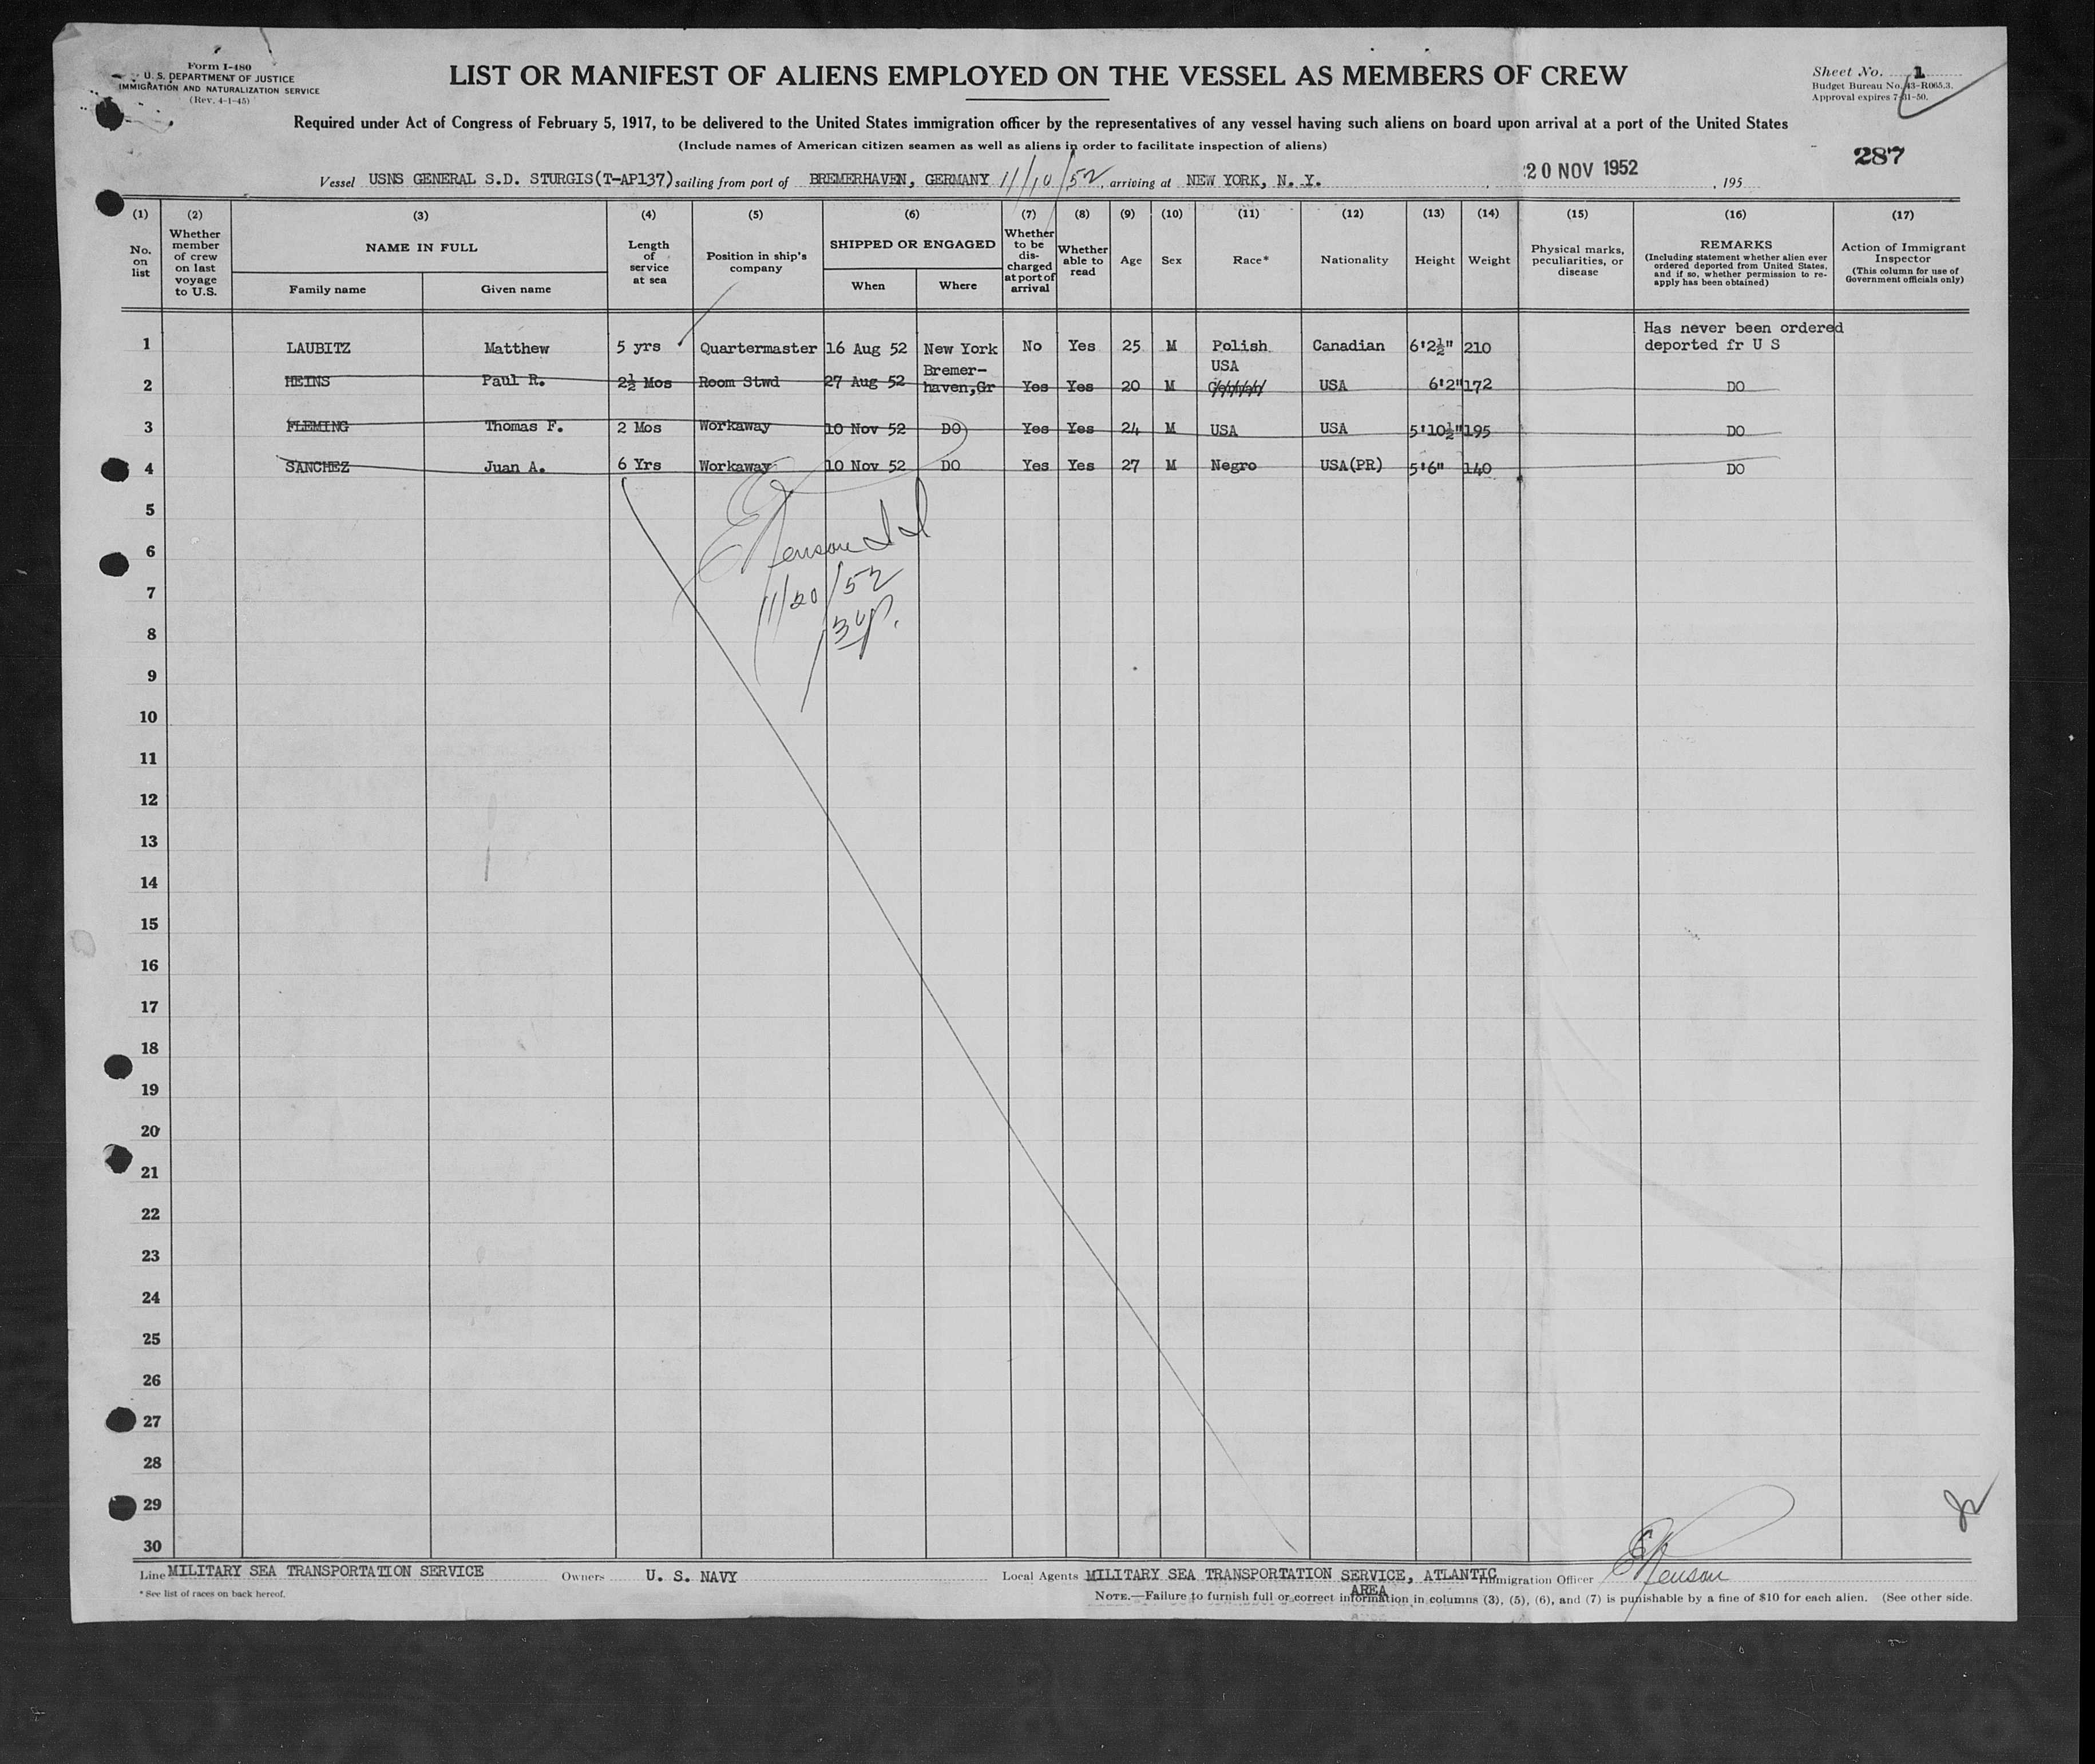 Form I-480
U. S. DEPARTMENT OF JUSTICE
IMMIGRATION AND NATURALIZATION SERVICE
(Rev. 4-1-45)
LIST OR MANIFEST OF ALIENS EMPLOYED ON THE VESSEL AS MEMBERS OF CREW
Sheet No. 1
Budget Bureau No. 43-R065.3.
Approval expires 7-31-50.
Required under Act of Congress of February 5, 1917, to be delivered to the United States immigration officer by the representatives of any vessel having such aliens on board upon arrival at a port of the United States
(Include names of American citizen seamen as well as aliens in order to facilitate inspection of aliens)
287
Vessel USNS GENERAL S.D. STURGIS(T-AP137) sailing from port of BREMERHAVEN, GERMANY 11/10/52, arriving at NEW YORK, N. Y. 20 NOV 1952, 195
(1) (2) (3) (4) (5) (6) (7) (8) (9) (10) (11) (12) (13) (14) (15) (16) (17)
No. on list
Whether member of crew on last voyage to U.S.
NAME IN FULL
Family name
Given name
Length of service at sea
Position in ship's company
SHIPPED OR ENGAGED
When
Where
Whether to be discharged at port of arrival
Whether able to read
Age
Sex
Race*
Nationality
Height
Weight
Physical marks, peculiarities, or disease
REMARKS
(Including statement whether alien ever ordered deported from United States, and if so, whether permission to re-apply has been obtained)
Action of Immigrant Inspector
(This column for use of Government officials only)
1 LAUBITZ Matthew 5 yrs Quartermaster 16 Aug 52 New York No Yes 25 M Polish Canadian 6'2½" 210 Has never been ordered deported fr U S
2 HEINS Paul R. 2½ Mos Room Stwd 27 Aug 52 Bremer-haven,Gr Yes Yes 20 M USA USA 6'2" 172 DO
3 FLEMING Thomas F. 2 Mos Workaway 10 Nov 52 DO Yes Yes 24 M USA USA 5'10½" 195 DO
4 SANCHEZ Juan A. 6 Yrs Workaway 10 Nov 52 DO Yes Yes 27 M Negro USA(PR) 5'6" 140 DO
5
6
11/20/52
7
8
9
10
11
12
13
14
15
16
17
18
19
20
21
22
23
24
25
26
27
28
29
30
Line MILITARY SEA TRANSPORTATION SERVICE Owners U. S. NAVY Local Agents MILITARY SEA TRANSPORTATION SERVICE, ATLANTIC AREA Immigration Officer
* See list of races on back hereof.
NOTE.—Failure to furnish full or correct information in columns (3), (5), (6), and (7) is punishable by a fine of $10 for each alien. (See other side.